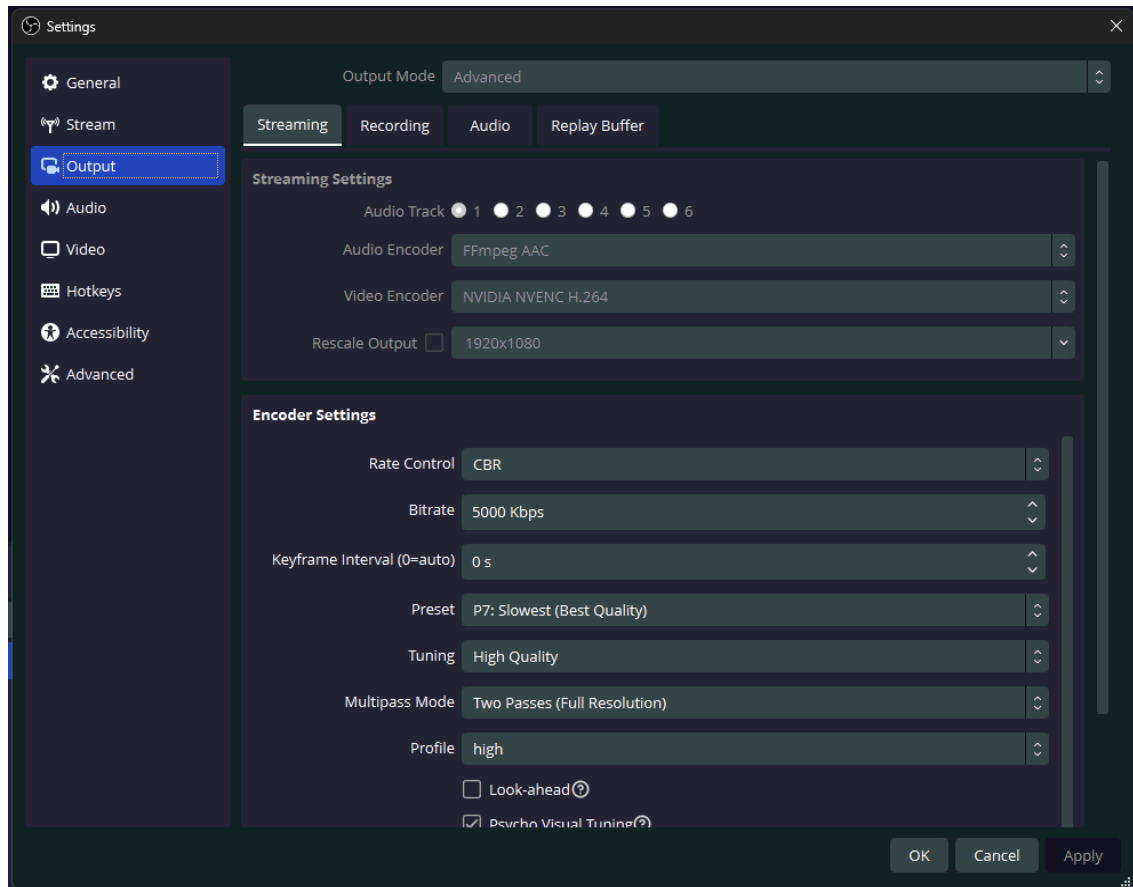 Settings
General
Stream
Output
Audio
Video
Hotkeys
Accessibility
Advanced
Output Mode Advanced
Streaming Recording Audio Replay Buffer
Streaming Settings
Audio Track 1 2 3 4 5 6
Audio Encoder FFmpeg AAC
Video Encoder NVIDIA NVENC H.264
Rescale Output 1920x1080
Encoder Settings
Rate Control CBR
Bitrate 5000 Kbps
Keyframe Interval (0=auto) 0 s
Preset P7: Slowest (Best Quality)
Tuning High Quality
Multipass Mode Two Passes (Full Resolution)
Profile high
Look-ahead
Psycho Visual Tuning
OK Cancel Apply